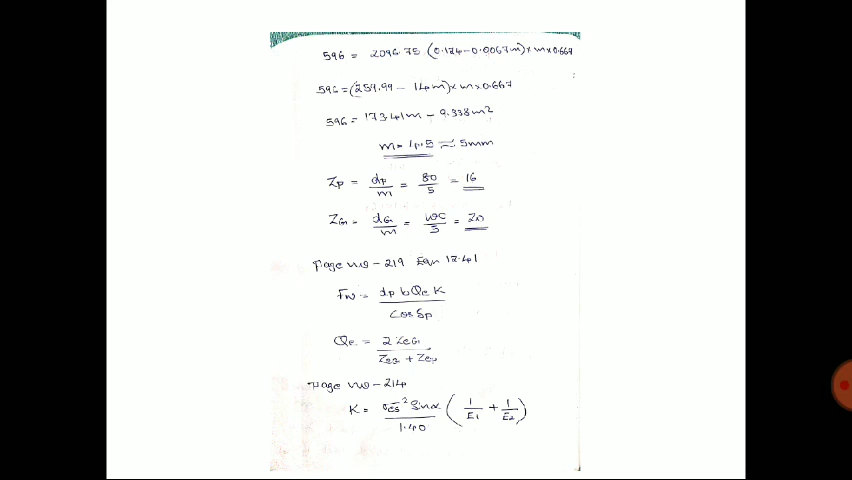 596 = 2096.75 (0.124-0.0067m)×m×0.667
596 = (259.99 - 14m)×m×0.667
596 = 173.41m - 9.338m²
m = 4.5 ≈ 5mm
Zp = dp/m = 80/5 = 16
ZG = dG/m = 100/5 = 20
page no - 219 Eqn 12.41
Fw = dp b Qe K / Cos δp
Qe = 2 ZeG / ZeG + Zep
page no - 214
K = σes² Sinα / 1.40 (1/E1 + 1/E2)